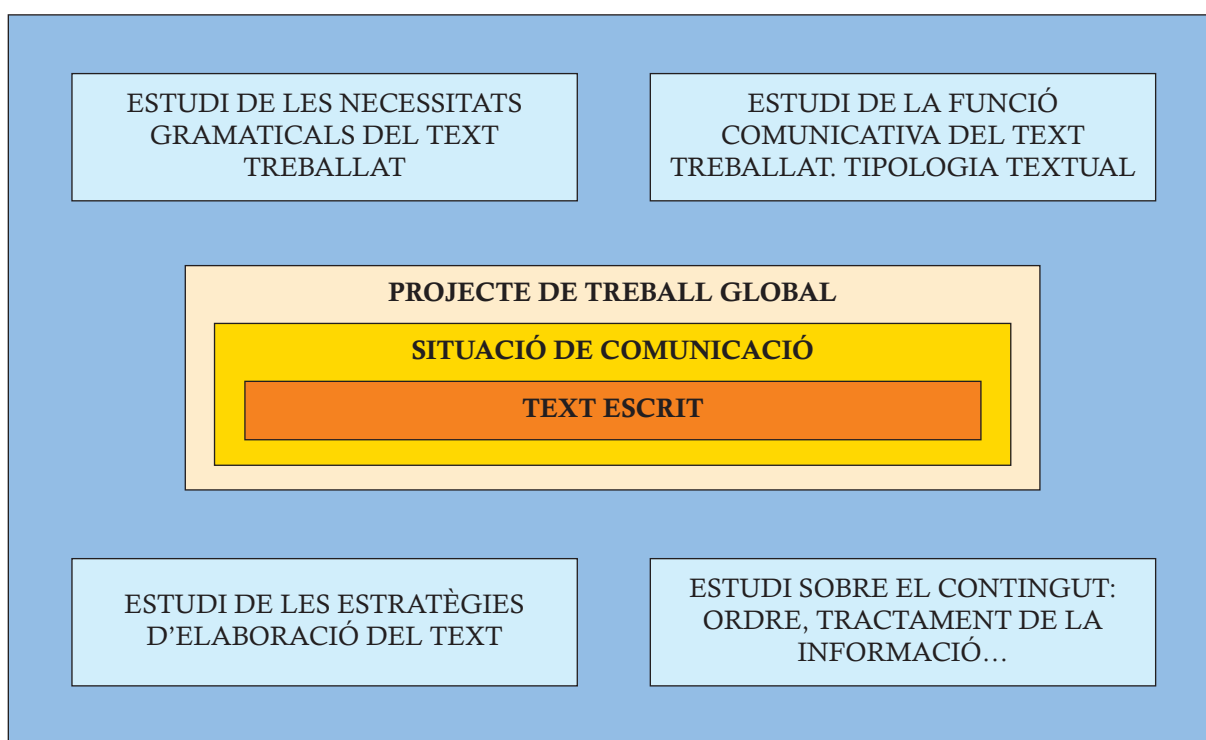 ESTUDI DE LES NECESSITATS
GRAMATICALS DEL TEXT
TREBALLAT
ESTUDI DE LA FUNCIÓ
COMUNICATIVA DEL TEXT
TREBALLAT. TIPOLOGIA TEXTUAL
PROJECTE DE TREBALL GLOBAL
SITUACIÓ DE COMUNICACIÓ
TEXT ESCRIT
ESTUDI DE LES ESTRATÈGIES
D’ELABORACIÓ DEL TEXT
ESTUDI SOBRE EL CONTINGUT:
ORDRE, TRACTAMENT DE LA
INFORMACIÓ…